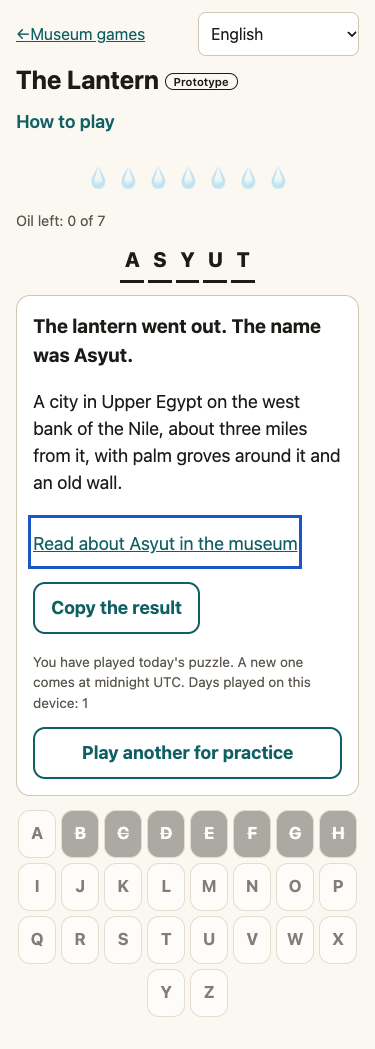 ←Museum games
English
The Lantern Prototype
How to play
Oil left: 0 of 7
A S Y U T
The lantern went out. The name
was Asyut.
A city in Upper Egypt on the west
bank of the Nile, about three miles
from it, with palm groves around it and
an old wall.
Read about Asyut in the museum
Copy the result
You have played today's puzzle. A new one
comes at midnight UTC. Days played on this
device: 1
Play another for practice
A B C D E F G H
I J K L M N O P
Q R S T U V W X
Y Z